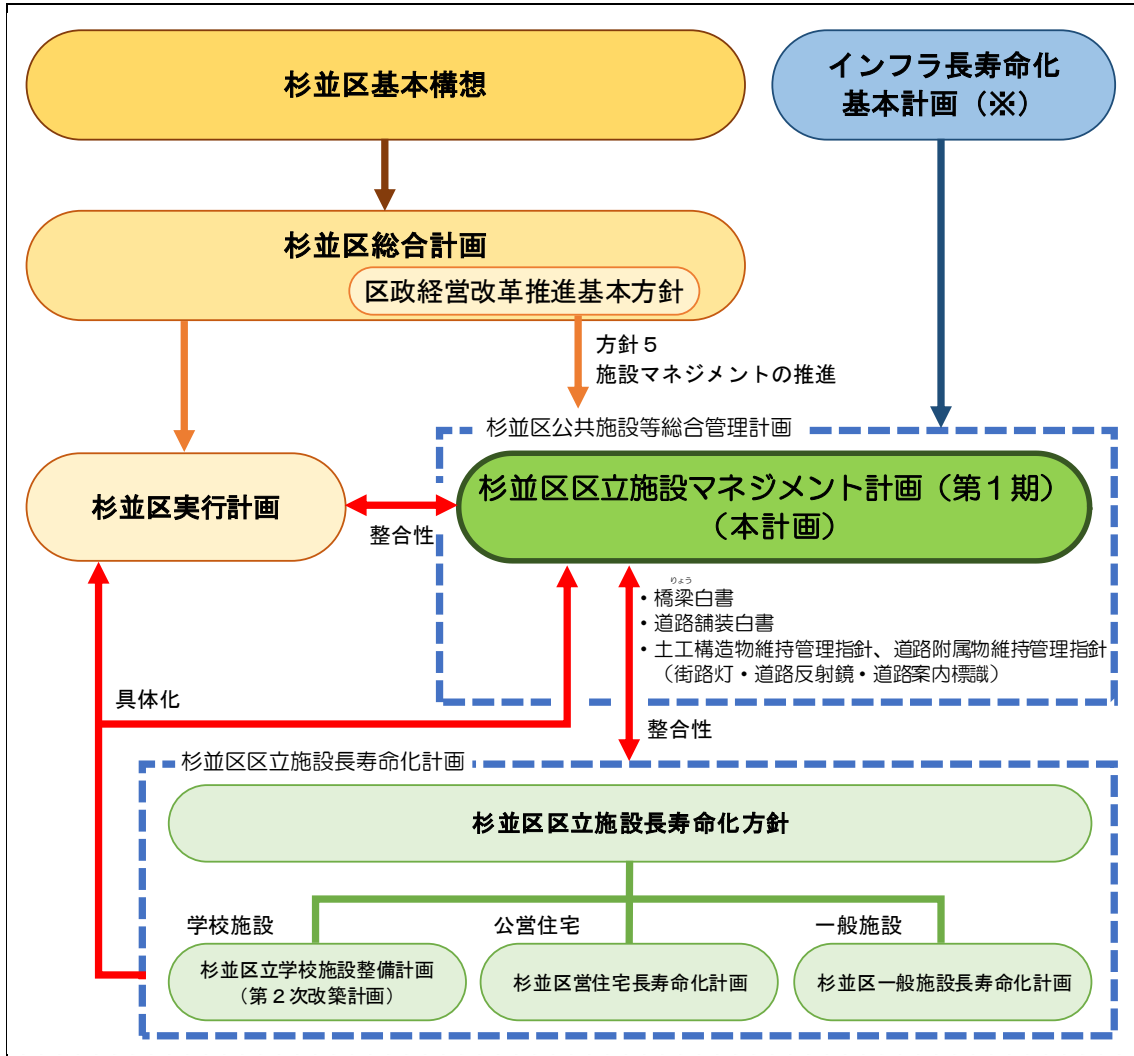 杉並区基本構想
インフラ長寿命化
基本計画（※）
杉並区総合計画
区政経営改革推進基本方針
方針５
施設マネジメントの推進
杉並区公共施設等総合管理計画
杉並区実行計画
整合性
杉並区区立施設マネジメント計画（第１期）
（本計画）
りょう
・橋梁白書
・道路舗装白書
・土工構造物維持管理指針、道路附属物維持管理指針
（街路灯・道路反射鏡・道路案内標識）
具体化
整合性
杉並区区立施設長寿命化計画
杉並区区立施設長寿命化方針
学校施設
公営住宅
一般施設
杉並区立学校施設整備計画
（第２次改築計画）
杉並区営住宅長寿命化計画
杉並区一般施設長寿命化計画